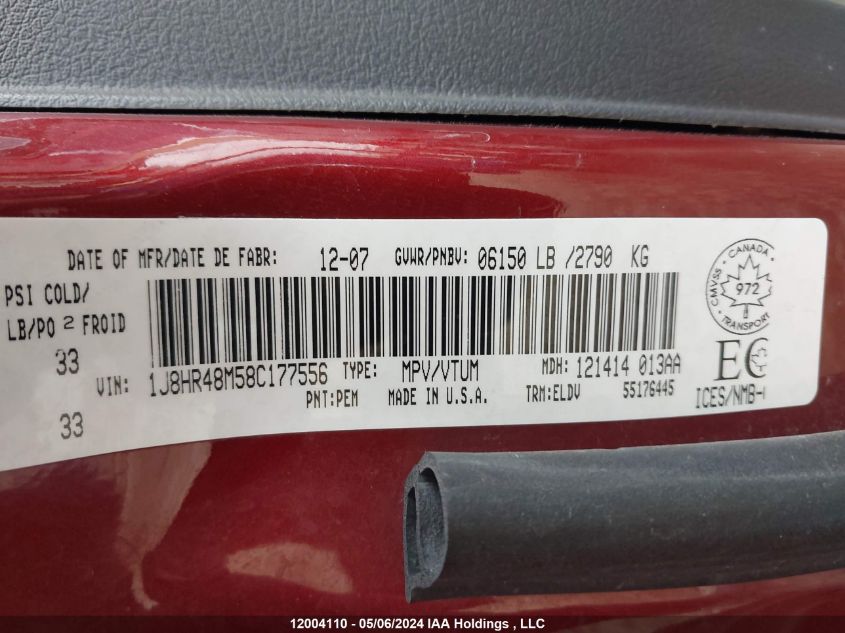 DATE OF MFR/DATE DE FABR: 12-07 GVWR/PNBV: 06150 LB /2790 KG
PSI COLD/
LB/PO 2 FROID
33
33
VIN: 1J8HR48M58C177556 TYPE: MPV/VTUM MDH: 121414 013AA
PNT:PEM MADE IN U.S.A. TRM:ELDV 55176445
CANADA
CMVSS
972
TRANSPORT
EC
ICES/NMB-
12004110 - 05/06/2024 IAA Holdings , LLC